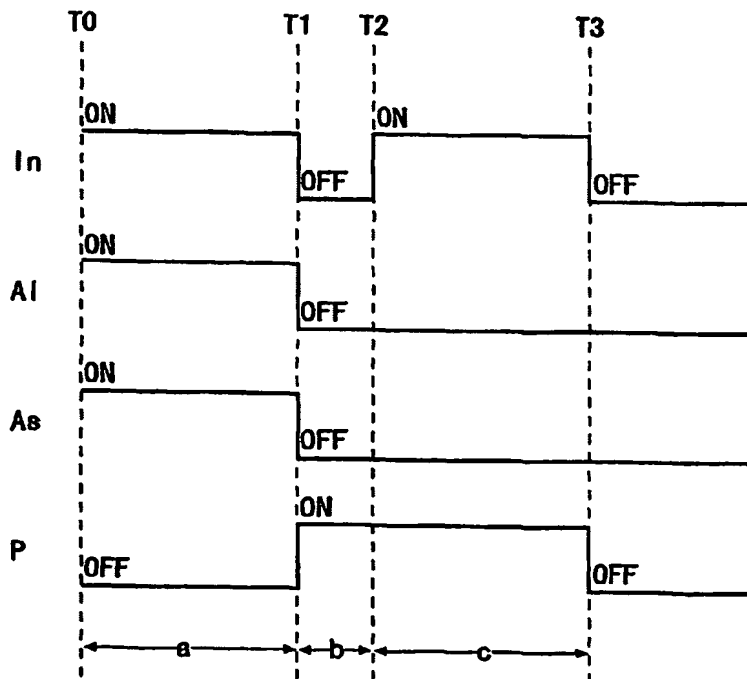 T0 T1 T2 T3
ON ON
In OFF OFF
ON
Al OFF
ON
As OFF
ON
P OFF OFF
a b c